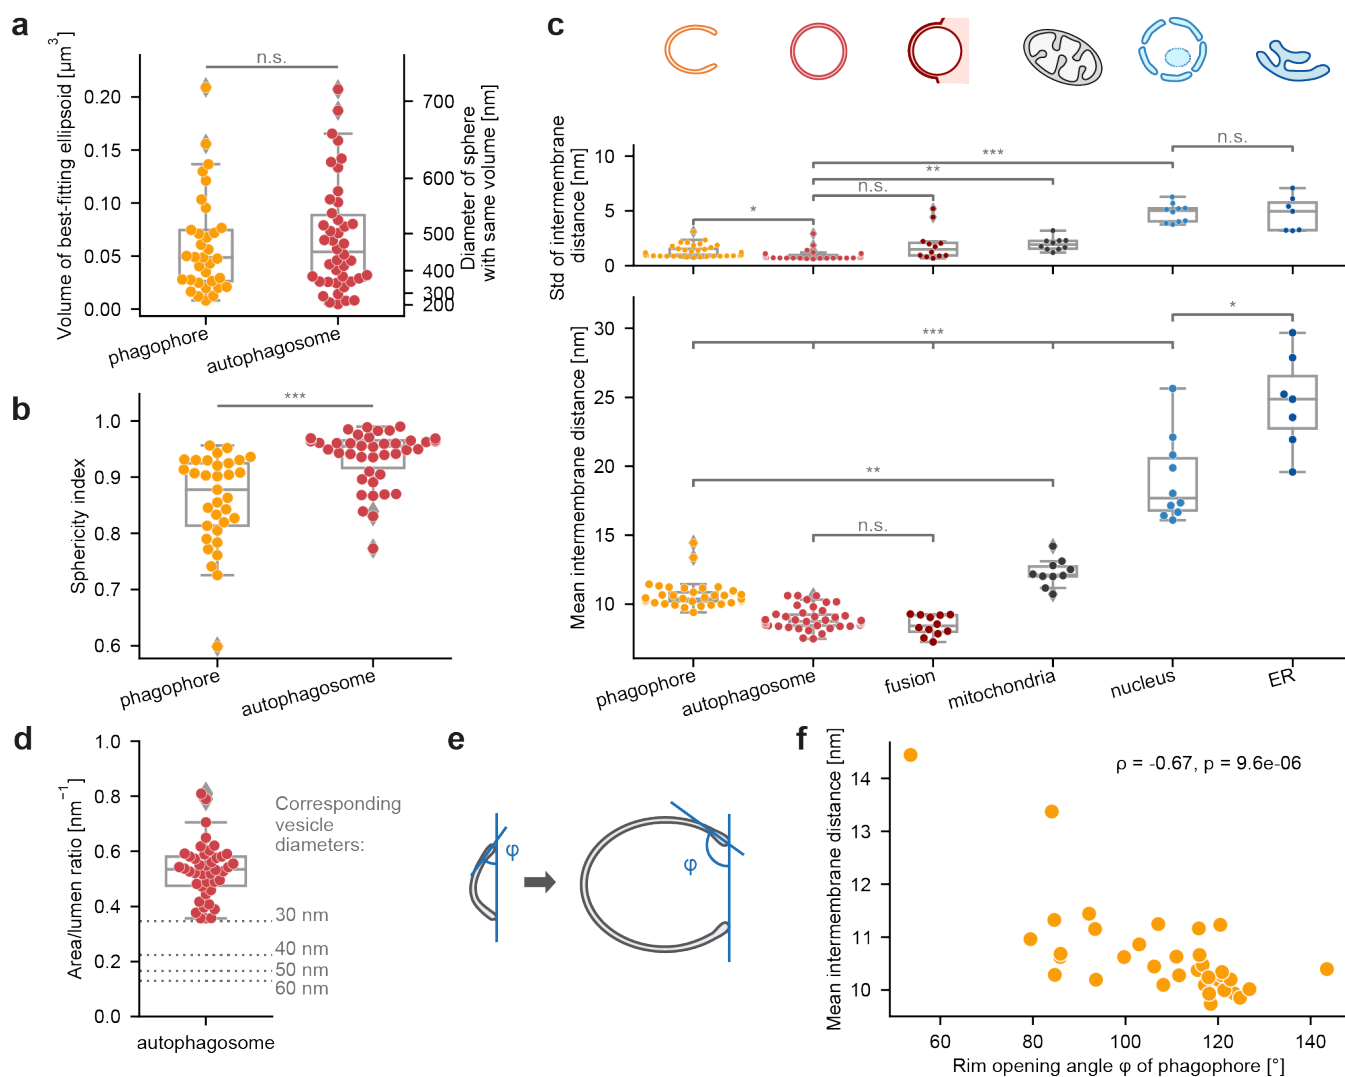 a
Volume of best-fitting ellipsoid [μm³]
0.20
0.15
0.10
0.05
0.00
n.s.
700
600
500
400
300
200
Diameter of sphere
with same volume [nm]
phagophore
autophagosome
b
Sphericity index
1.0
0.9
0.8
0.7
0.6
***
phagophore
autophagosome
c
Std of intermembrane
distance [nm]
10
5
0
*
n.s.
**
***
n.s.
Mean intermembrane distance [nm]
30
25
20
15
10
***
*
**
n.s.
phagophore
autophagosome
fusion
mitochondria
nucleus
ER
d
Area/lumen ratio [nm⁻¹]
1.0
0.8
0.6
0.4
0.2
0.0
Corresponding
vesicle
diameters:
30 nm
40 nm
50 nm
60 nm
autophagosome
e
φ
φ
f
Mean intermembrane distance [nm]
14
13
12
11
10
ρ = -0.67, p = 9.6e-06
60
80
100
120
140
Rim opening angle φ of phagophore [°]